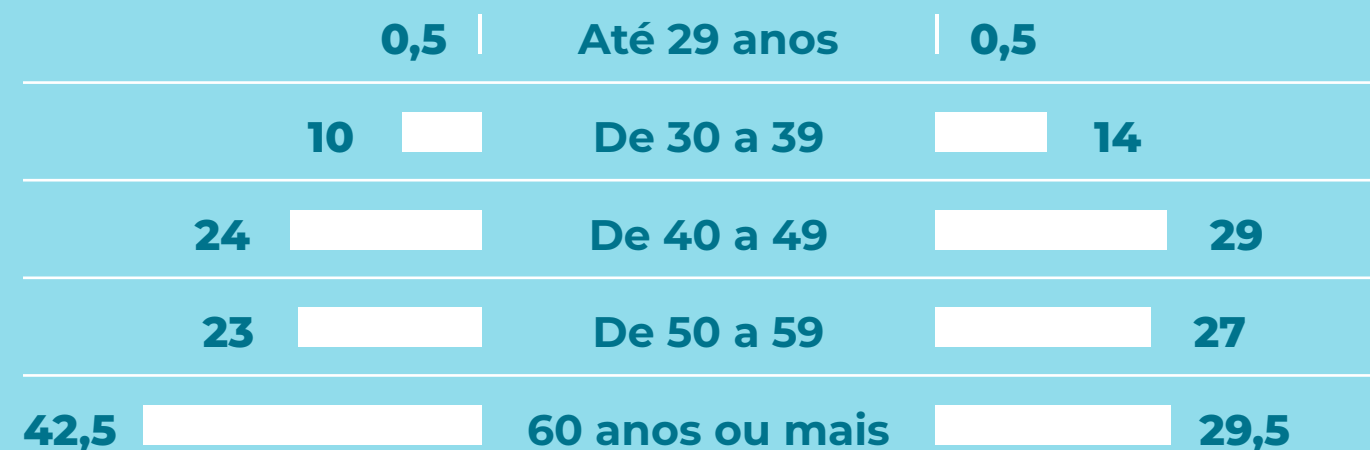 0,5 Até 29 anos 0,5
10 De 30 a 39 14
24 De 40 a 49 29
23 De 50 a 59 27
42,5 60 anos ou mais 29,5